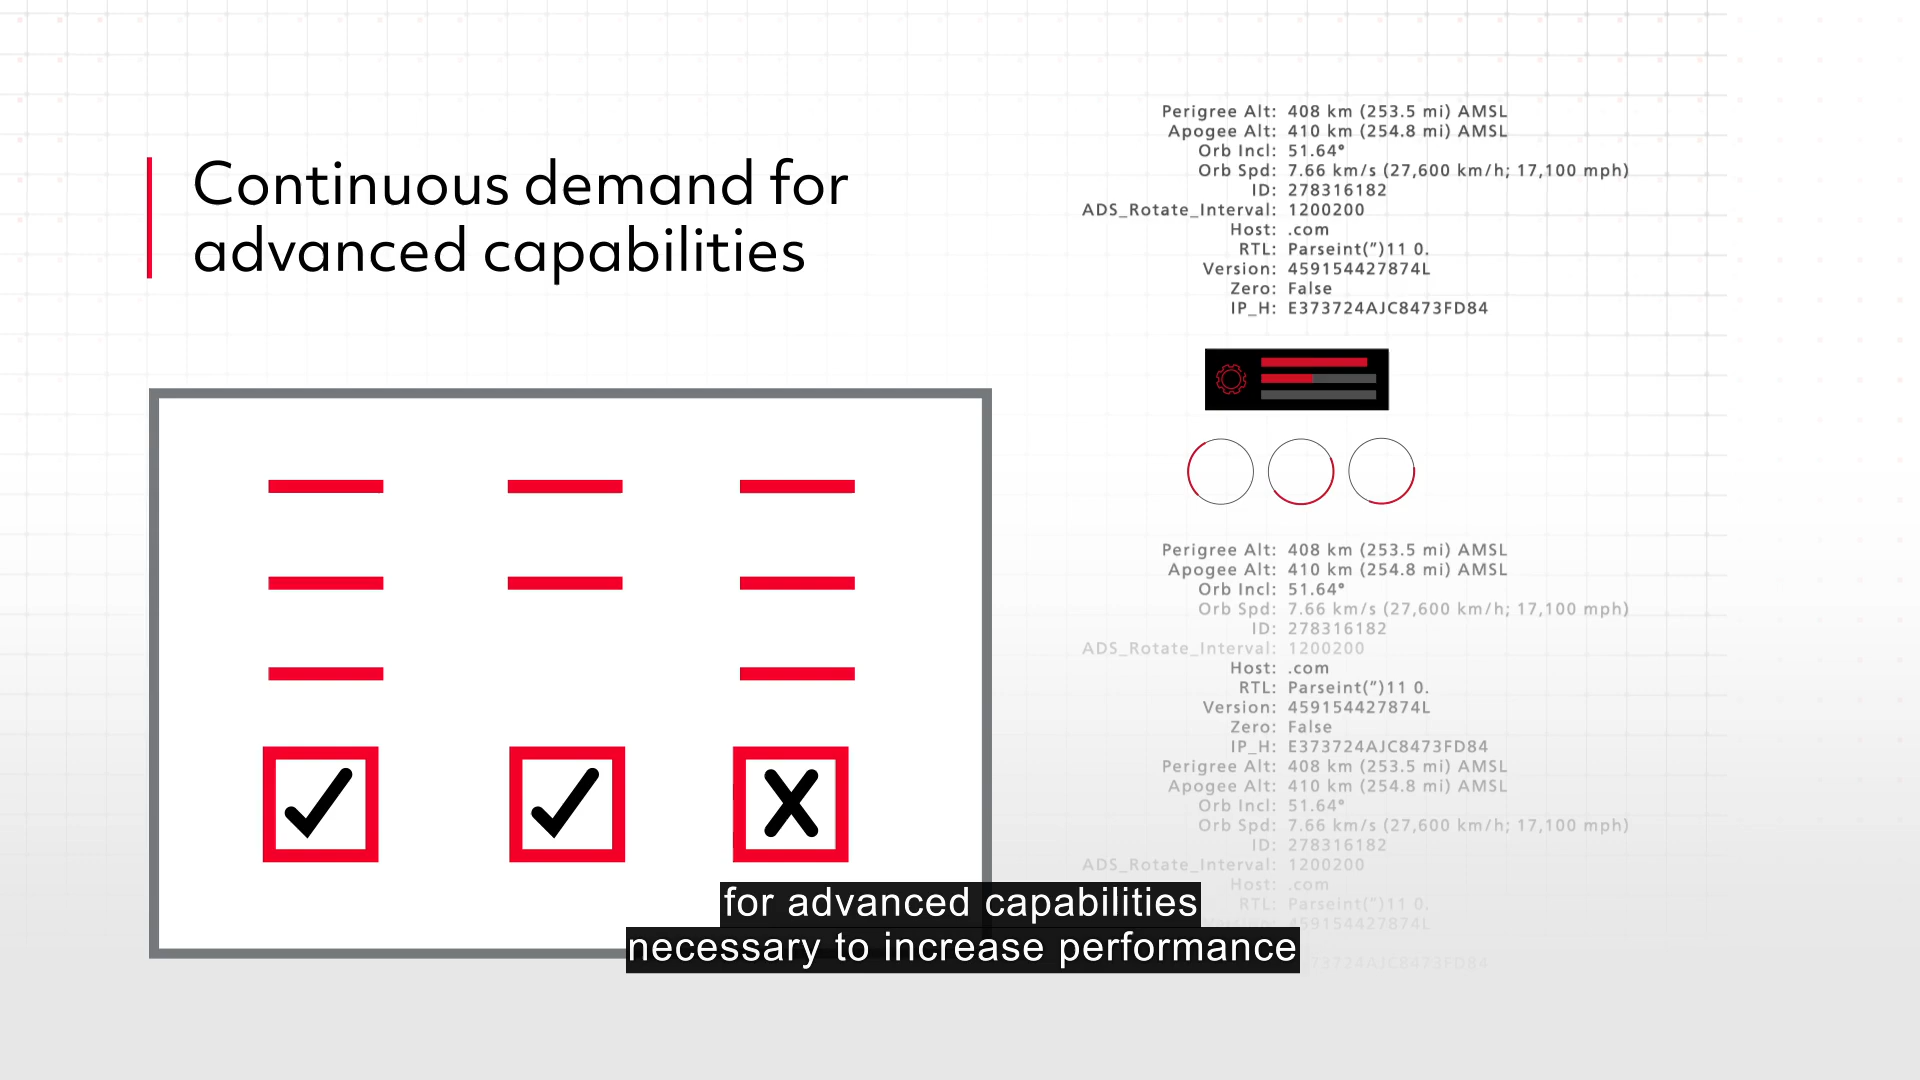 Continuous demand for
advanced capabilities
Perigree Alt: 408 km (253.5 mi) AMSL
Apogee Alt: 410 km (254.8 mi) AMSL
Orb Incl: 51.64°
Orb Spd: 7.66 km/s (27,600 km/h; 17,100 mph)
ID: 278316182
ADS_Rotate_Interval: 1200200
Host: .com
RTL: Parseint(”)11 0.
Version: 459154427874L
Zero: False
IP_H: E373724AJC8473FD84
Perigree Alt: 408 km (253.5 mi) AMSL
Apogee Alt: 410 km (254.8 mi) AMSL
Orb Incl: 51.64°
Orb Spd: 7.66 km/s (27,600 km/h; 17,100 mph)
ID: 278316182
ADS_Rotate_Interval: 1200200
Host: .com
RTL: Parseint(”)11 0.
Version: 459154427874L
Zero: False
IP_H: E373724AJC8473FD84
Perigree Alt: 408 km (253.5 mi) AMSL
Apogee Alt: 410 km (254.8 mi) AMSL
Orb Incl: 51.64°
Orb Spd: 7.66 km/s (27,600 km/h; 17,100 mph)
ID: 278316182
ADS_Rotate_Interval: 1200200
Host: .com
RTL: Parseint(”)11 0.
459154427874L
for advanced capabilities
necessary to increase performance